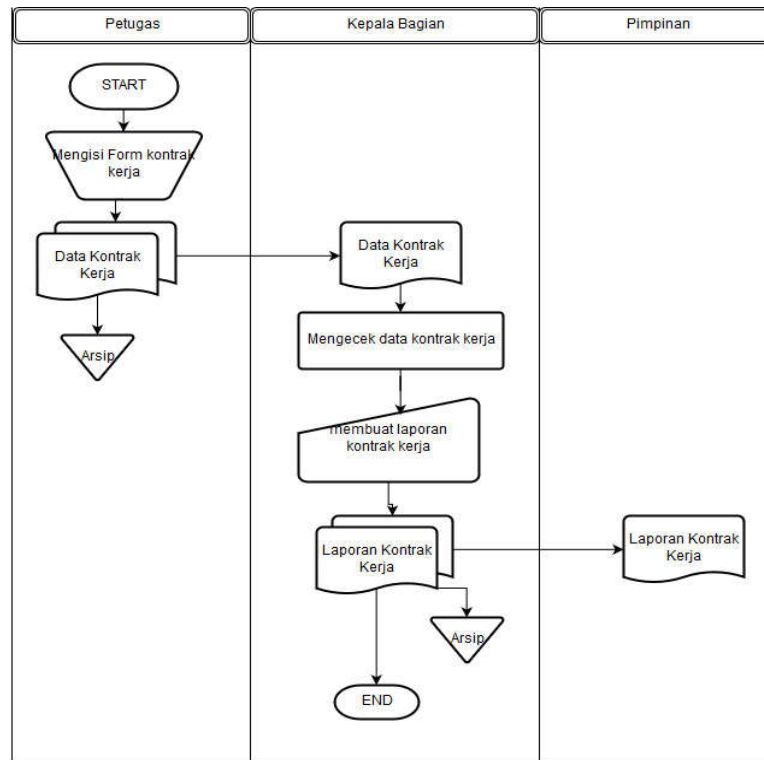 Petugas
Kepala Bagian
Pimpinan
START
Mengisi Form kontrak
kerja
Data Kontrak
Kerja
Data Kontrak
Kerja
Arsip
Mengecek data kontrak kerja
membuat laporan
kontrak kerja
Laporan Kontrak
Kerja
Laporan Kontrak
Kerja
Arsip
END